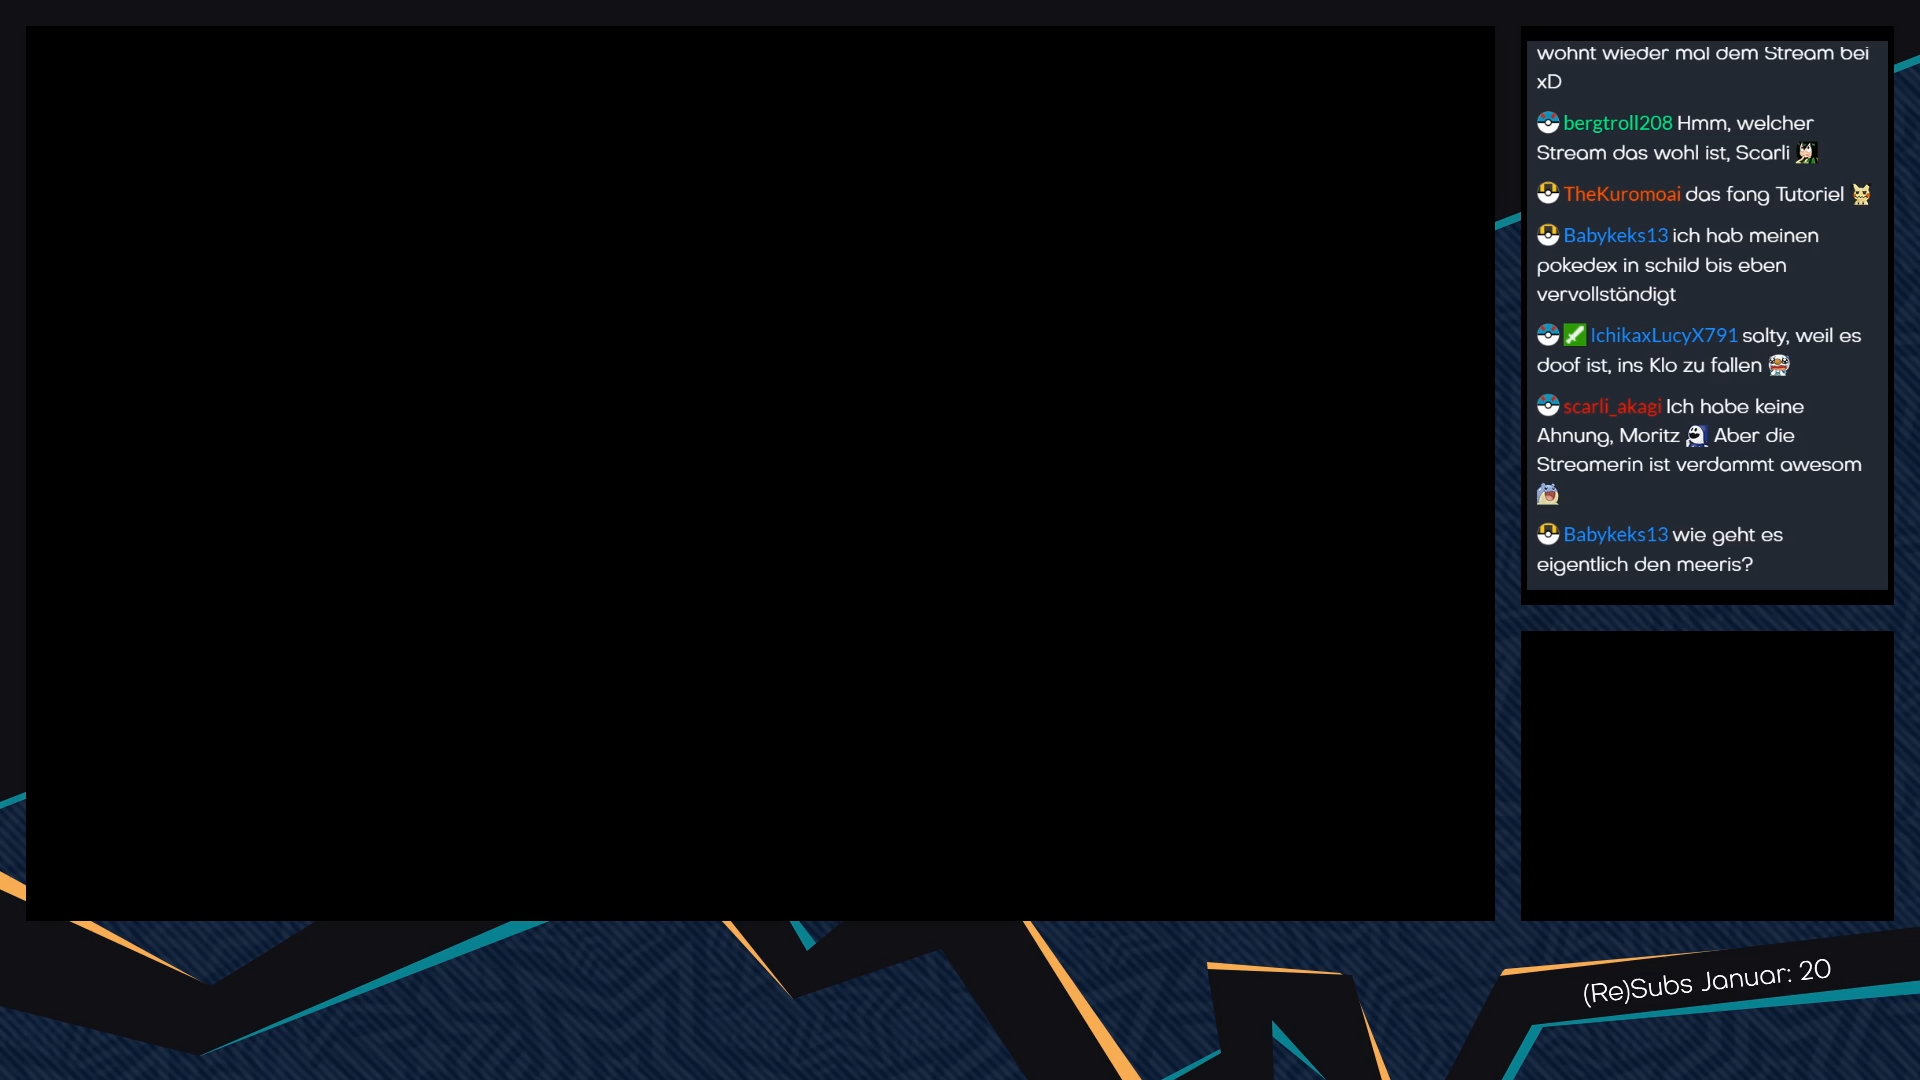 wohnt wieder mal dem Stream bei
xD
bergtroll208 Hmm, welcher
Stream das wohl ist, Scarli
TheKuromoai das fang Tutoriel
Babykeks13 ich hab meinen
pokedex in schild bis eben
vervollständigt
IchikaxLucyX791 salty, weil es
doof ist, ins Klo zu fallen
scarli_akagi Ich habe keine
Ahnung, Moritz Aber die
Streamerin ist verdammt awesom
Babykeks13 wie geht es
eigentlich den meeris?
(Re)Subs Januar: 20